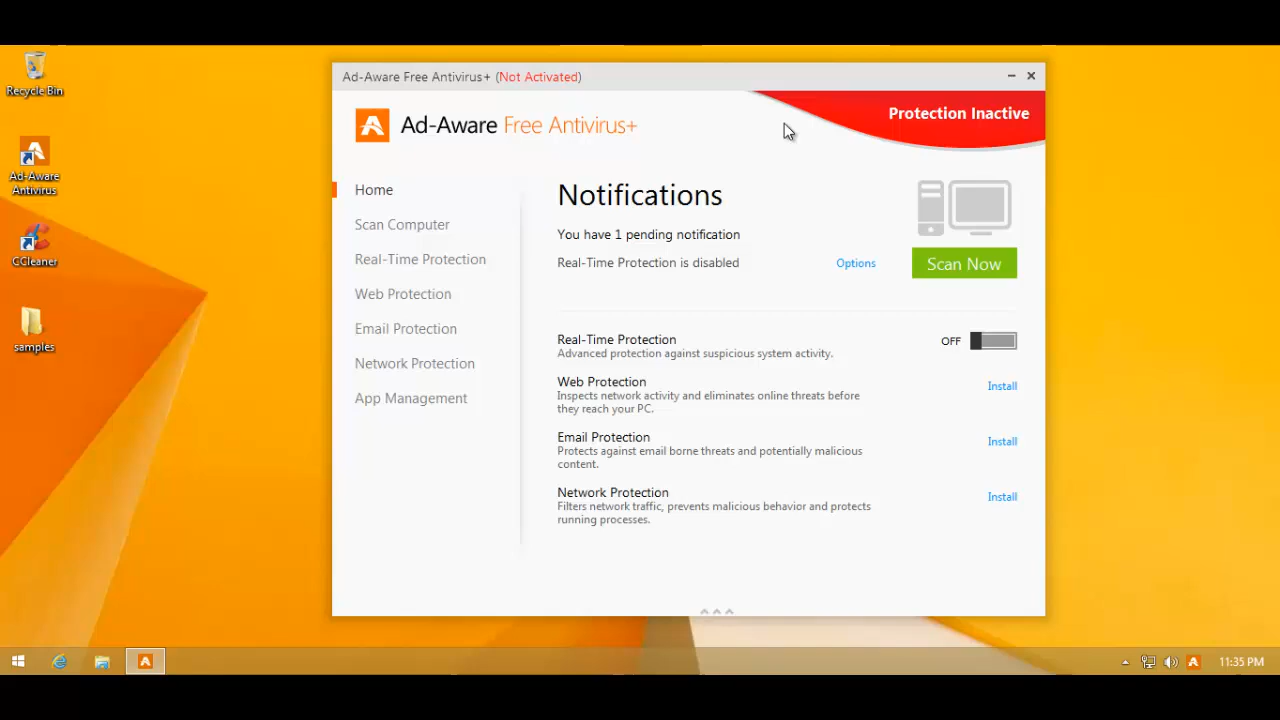 Recycle Bin
Ad-Aware
Antivirus
CCleaner
samples
Ad-Aware Free Antivirus+ (Not Activated)
Ad-Aware Free Antivirus+
Protection Inactive
Home
Scan Computer
Real-Time Protection
Web Protection
Email Protection
Network Protection
App Management
Notifications
You have 1 pending notification
Real-Time Protection is disabled
Options
Scan Now
Real-Time Protection
Advanced protection against suspicious system activity.
OFF
Web Protection
Inspects network activity and eliminates online threats before
they reach your PC.
Install
Email Protection
Protects against email borne threats and potentially malicious
content.
Install
Network Protection
Filters network traffic, prevents malicious behavior and protects
running processes.
Install
11:35 PM